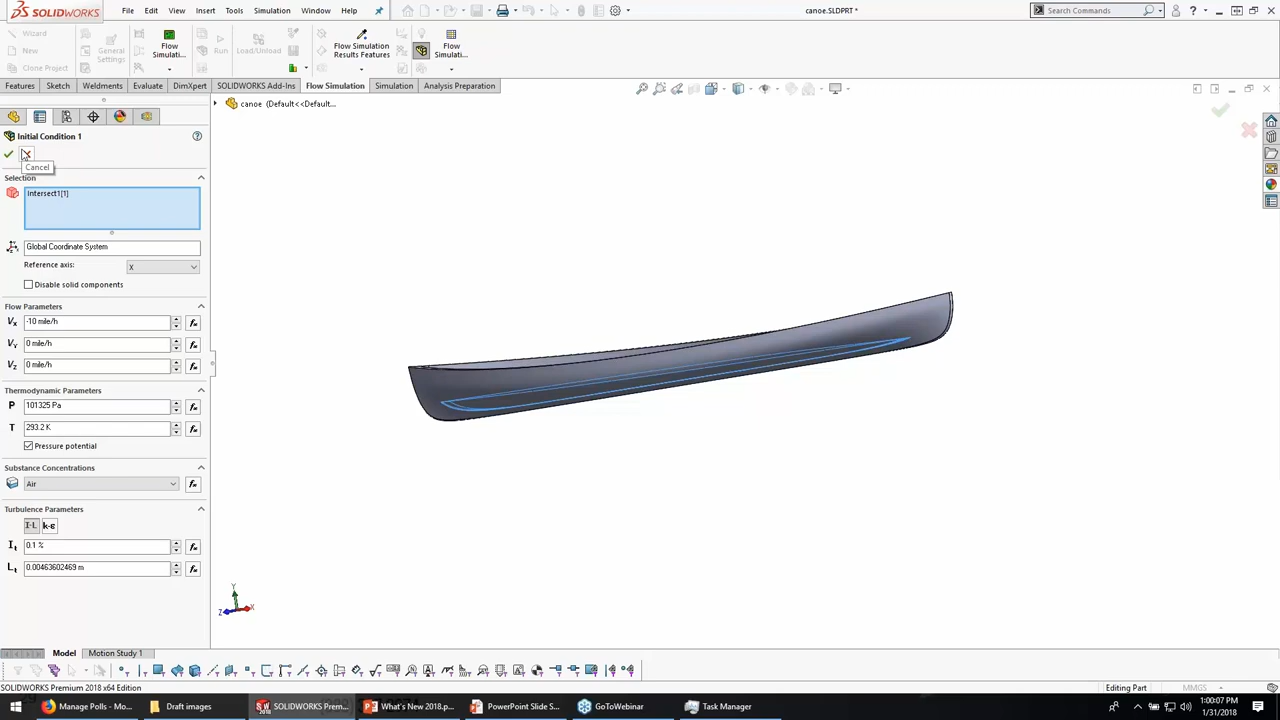 SOLIDWORKS
File Edit View Insert Tools Simulation Window Help
canoe.SLDPRT *
Search Commands
Wizard
New
Clone Project
General Settings
Flow Simulati...
Run
Load/Unload
Flow Simulation Results Features
Flow Simulati...
Features Sketch Weldments Evaluate DimXpert SOLIDWORKS Add-Ins Flow Simulation Simulation Analysis Preparation
canoe (Default<<Default...
Initial Condition 1
Cancel
Selection
Intersect1[1]
Global Coordinate System
Reference axis: X
Disable solid components
Flow Parameters
Vx -10 mile/h
VY 0 mile/h
Vz 0 mile/h
Thermodynamic Parameters
P 101325 Pa
T 293.2 K
Pressure potential
Substance Concentrations
Air
Turbulence Parameters
I-L k-ε
It 0.1 %
Lt 0.00463602469 m
Y
Z X
Model Motion Study 1
SOLIDWORKS Premium 2018 x64 Edition
Editing Part MMGS
Manage Polls - Mo... Draft images SOLIDWORKS Prem... What's New 2018.p... PowerPoint Slide S... GoToWebinar Task Manager
1:00:07 PM
1/31/2018